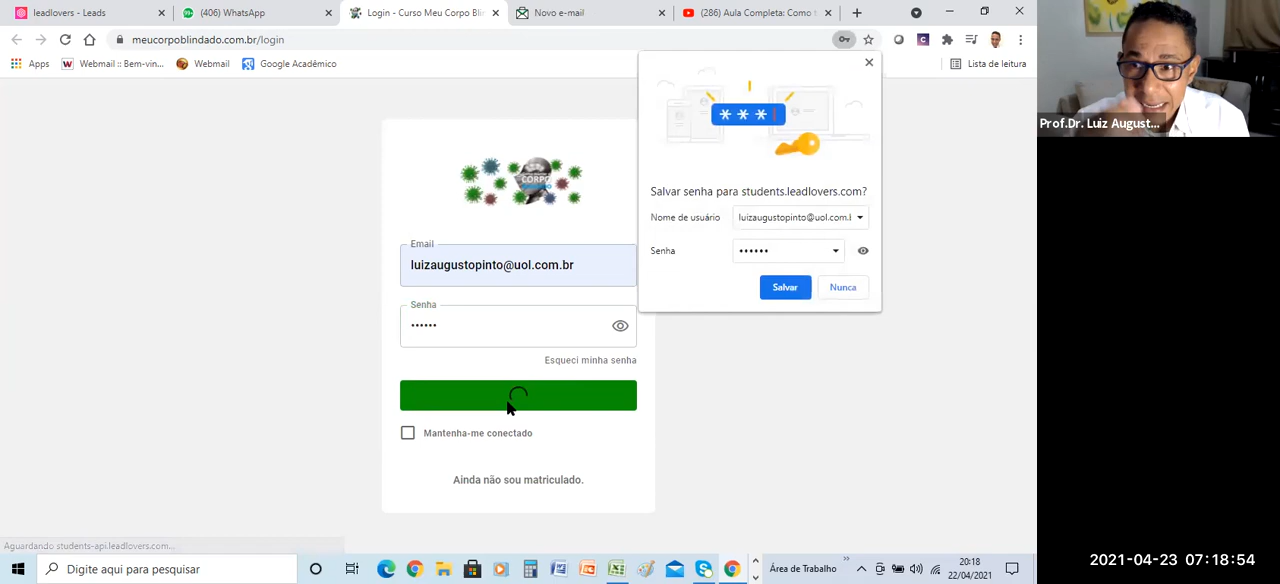 leadlovers - Leads
(406) WhatsApp
Login - Curso Meu Corpo Blin
Novo e-mail
(286) Aula Completa: Como
meucorpoblindado.com.br/login
Apps
Webmail :: Bem-vin...
Webmail
Google Académico
Lista de leitura
CORPO
Email
luizaugustopinto@uol.com.br
Senha
••••••
Esqueci minha senha
Mantenha-me conectado
Ainda não sou matriculado.
Salvar senha para students.leadlovers.com?
Nome de usuário
luizaugustopinto@uol.com.l
Senha
••••••
Salvar
Nunca
Prof.Dr. Luiz August...
Aguardando students-api.leadlovers.com...
Digite aqui para pesquisar
Área de Trabalho
20:18
22/04/2021
2021-04-23 07:18:54